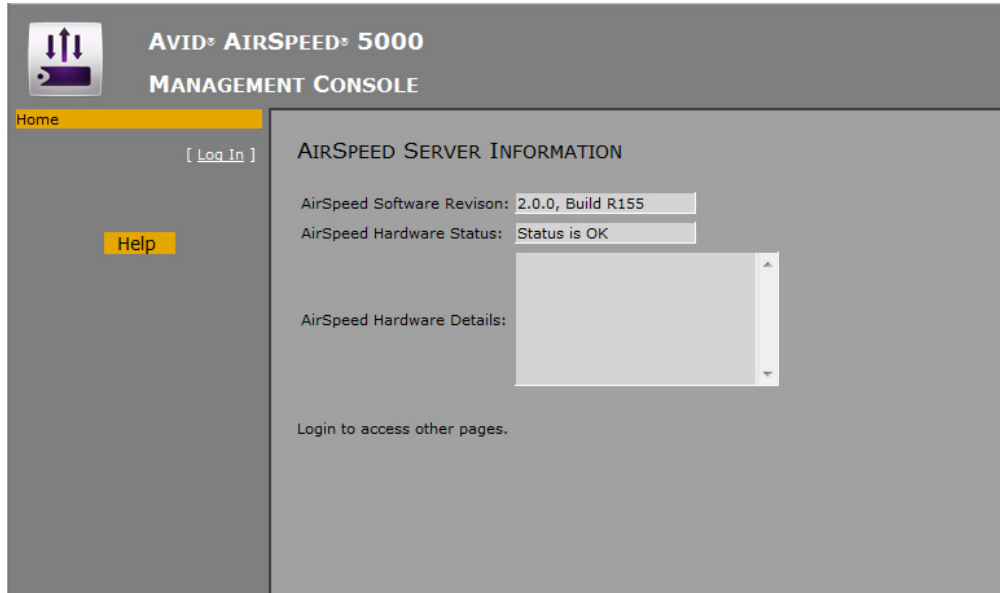 AVID® AIRSPEED® 5000
MANAGEMENT CONSOLE
Home
[ Log In ]
Help
AIRSPEED SERVER INFORMATION
AirSpeed Software Revison: 2.0.0, Build R155
AirSpeed Hardware Status: Status is OK
AirSpeed Hardware Details:
Login to access other pages.